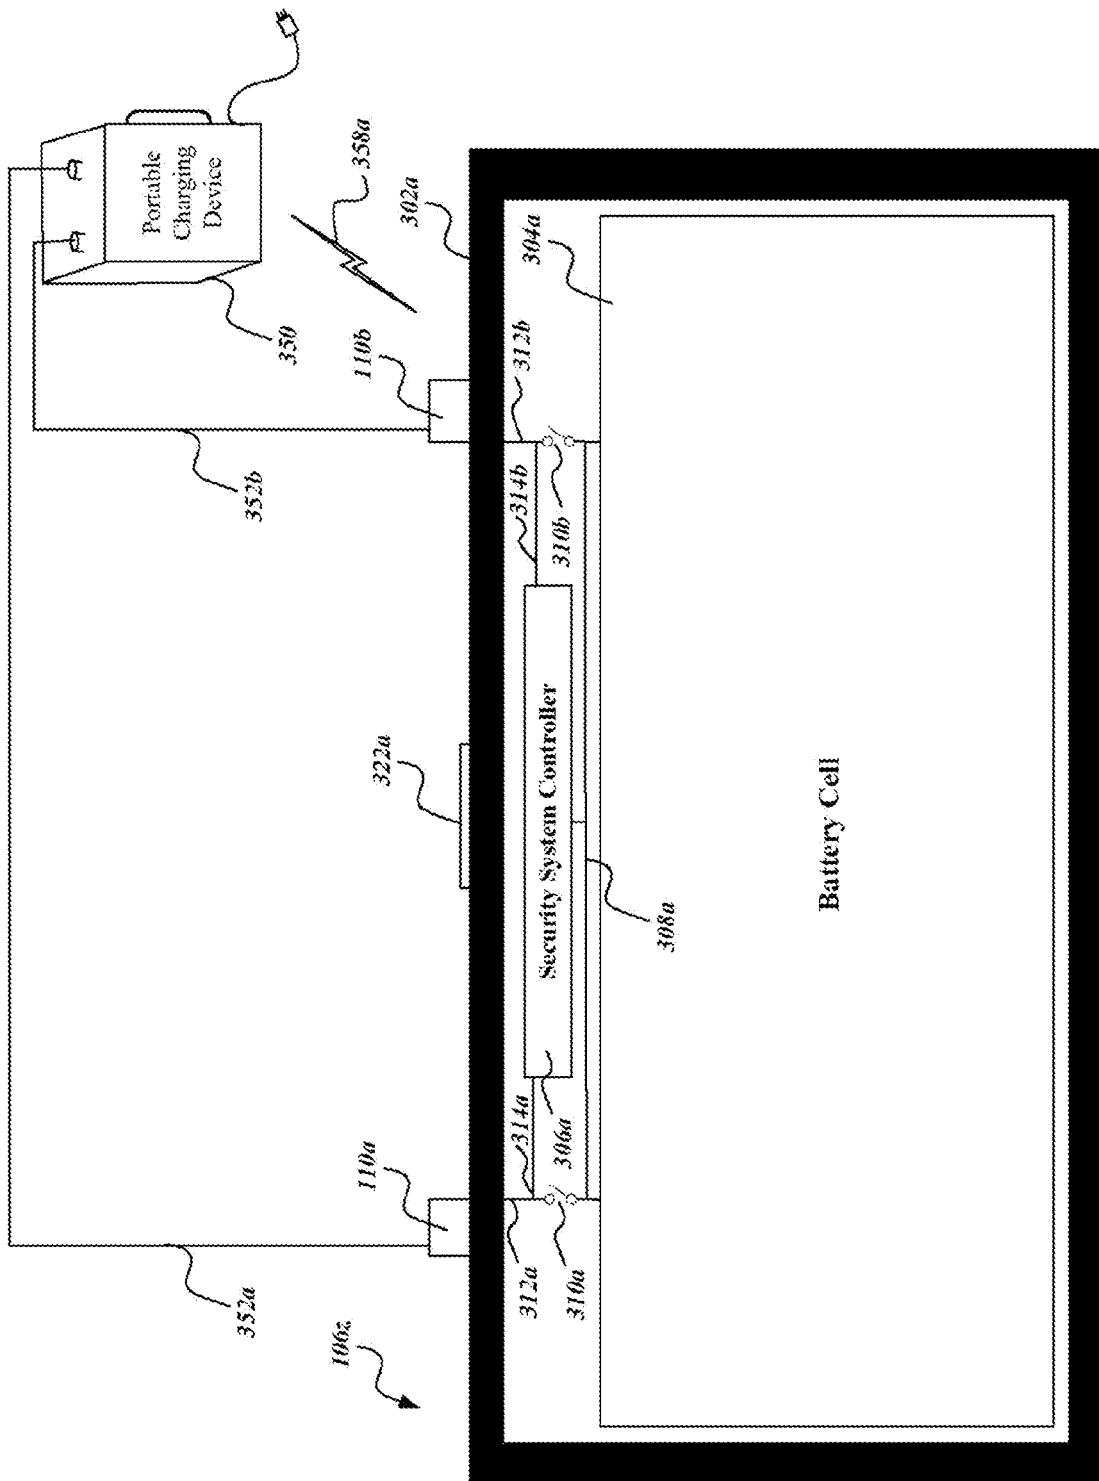 Portable
Charging
Device
350
358a
302a
304a
110b
312b
352b
314b
310b
322a
Security System Controller
Battery Cell
308a
306a
314a
110a
312a
310a
352a
106z